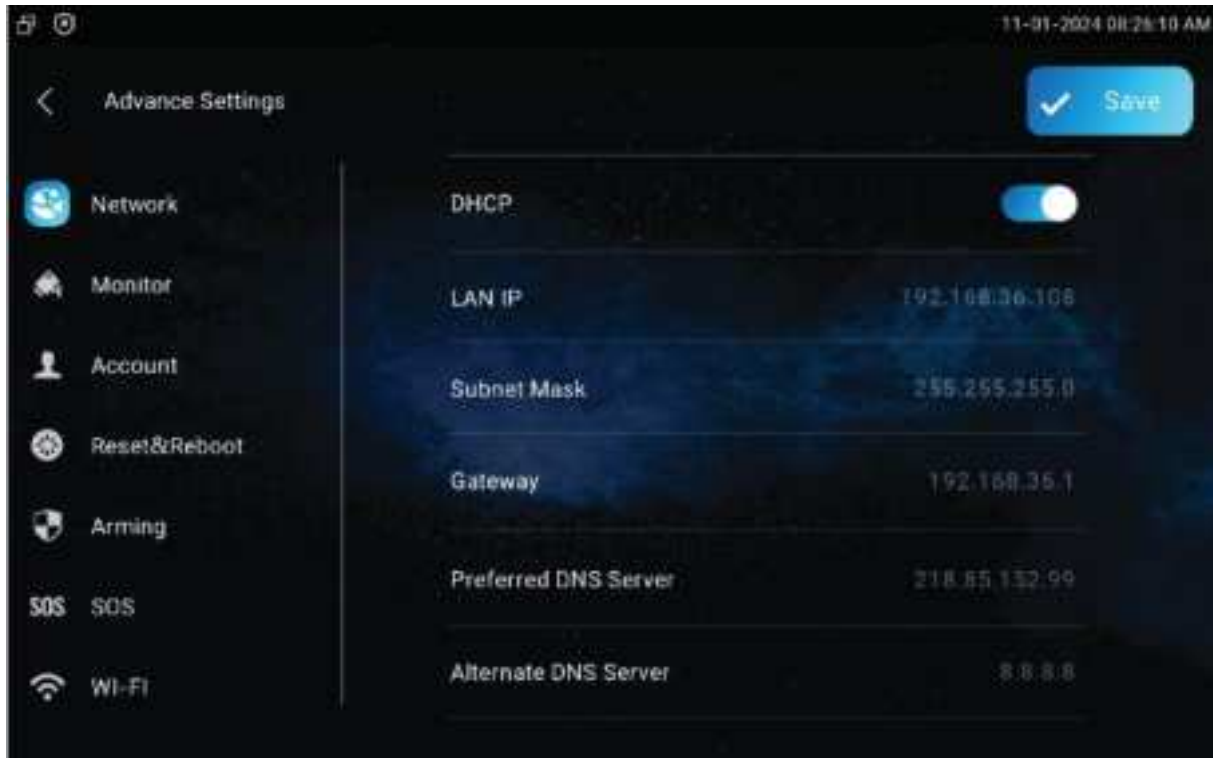 11-01-2024 08:26:10 AM
Advance Settings
Save
Network
Monitor
Account
Reset&Reboot
Arming
SOS SOS
WI-FI
DHCP
LAN IP 192.168.36.108
Subnet Mask 255.255.255.0
Gateway 192.168.36.1
Preferred DNS Server 218.85.152.99
Alternate DNS Server 8.8.8.8